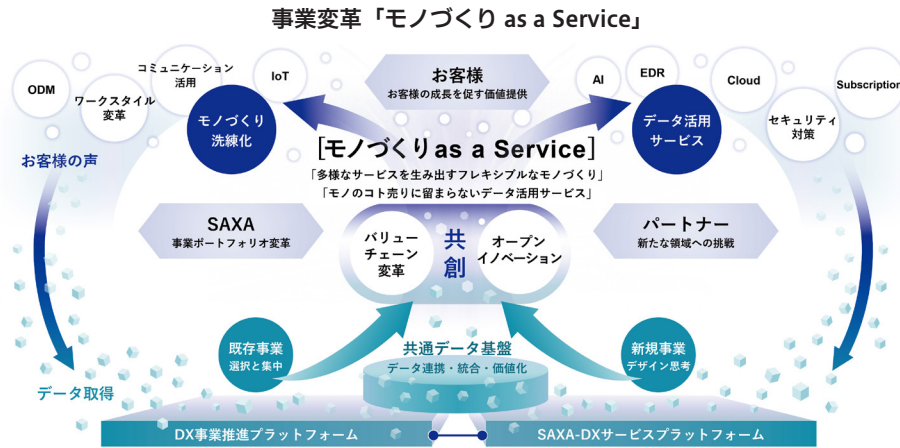 事業変革「モノづくり as a Service」
ODM
ワークスタイル
変革
コミュニケーション
活用
IoT
お客様
お客様の成長を促す価値提供
AI
EDR
Cloud
Subscription
セキュリティ
対策
モノづくり
洗練化
データ活用
サービス
お客様の声
[モノづくり as a Service]
「多様なサービスを生み出すフレキシブルなモノづくり」
「モノのコト売りに留まらないデータ活用サービス」
SAXA
事業ポートフォリオ変革
パートナー
新たな領域への挑戦
バリュー
チェーン
変革
共創
オープン
イノベーション
既存事業
選択と集中
共通データ基盤
データ連携・統合・価値化
新規事業
デザイン思考
データ取得
DX事業推進プラットフォーム
SAXA-DXサービスプラットフォーム